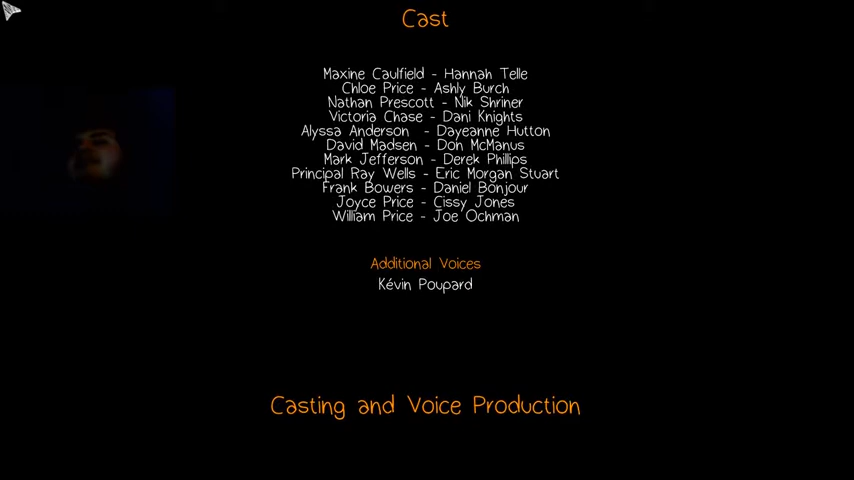 Cast
Maxine Caulfield - Hannah Telle
Chloe Price - Ashly Burch
Nathan Prescott - Nik Shriner
Victoria Chase - Dani Knights
Alyssa Anderson - Dayeanne Hutton
David Madsen - Don McManus
Mark Jefferson - Derek Phillips
Principal Ray Wells - Eric Morgan Stuart
Frank Bowers - Daniel Bonjour
Joyce Price - Cissy Jones
William Price - Joe Ochman
Additional Voices
Kévin Poupard
Casting and Voice Production